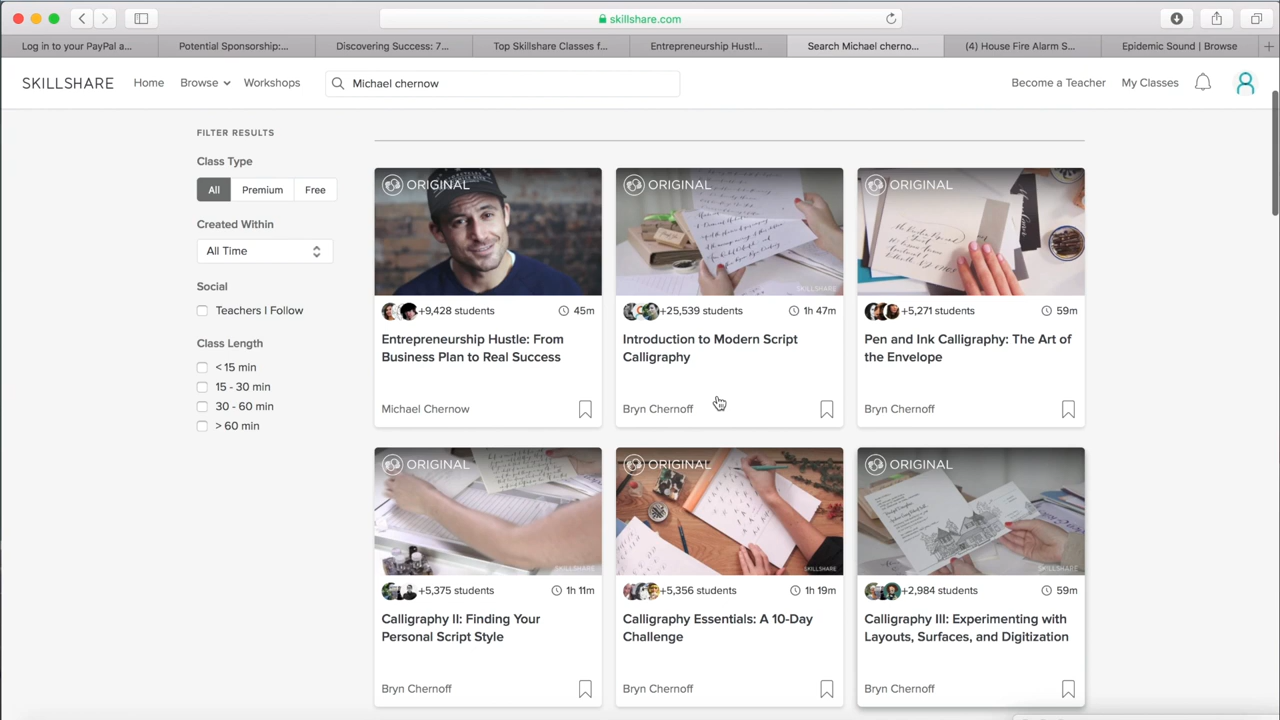 skillshare.com
Log in to your PayPal a...
Potential Sponsorship:...
Discovering Success: 7...
Top Skillshare Classes f...
Entrepreneurship Hustl...
Search Michael cherno...
(4) House Fire Alarm S...
Epidemic Sound | Browse
SKILLSHARE
Home
Browse
Workshops
Michael chernow
Become a Teacher
My Classes
FILTER RESULTS
Class Type
All
Premium
Free
Created Within
All Time
Social
Teachers I Follow
Class Length
< 15 min
15 - 30 min
30 - 60 min
> 60 min
ORIGINAL
+9,428 students
45m
Entrepreneurship Hustle: From
Business Plan to Real Success
Michael Chernow
ORIGINAL
SKILLSHARE
+25,539 students
1h 47m
Introduction to Modern Script
Calligraphy
Bryn Chernoff
ORIGINAL
+5,271 students
59m
Pen and Ink Calligraphy: The Art of
the Envelope
Bryn Chernoff
ORIGINAL
SKILLSHARE
+5,375 students
1h 11m
Calligraphy II: Finding Your
Personal Script Style
Bryn Chernoff
ORIGINAL
SKILLSHARE
+5,356 students
1h 19m
Calligraphy Essentials: A 10-Day
Challenge
Bryn Chernoff
ORIGINAL
SKILLSHARE
+2,984 students
59m
Calligraphy III: Experimenting with
Layouts, Surfaces, and Digitization
Bryn Chernoff